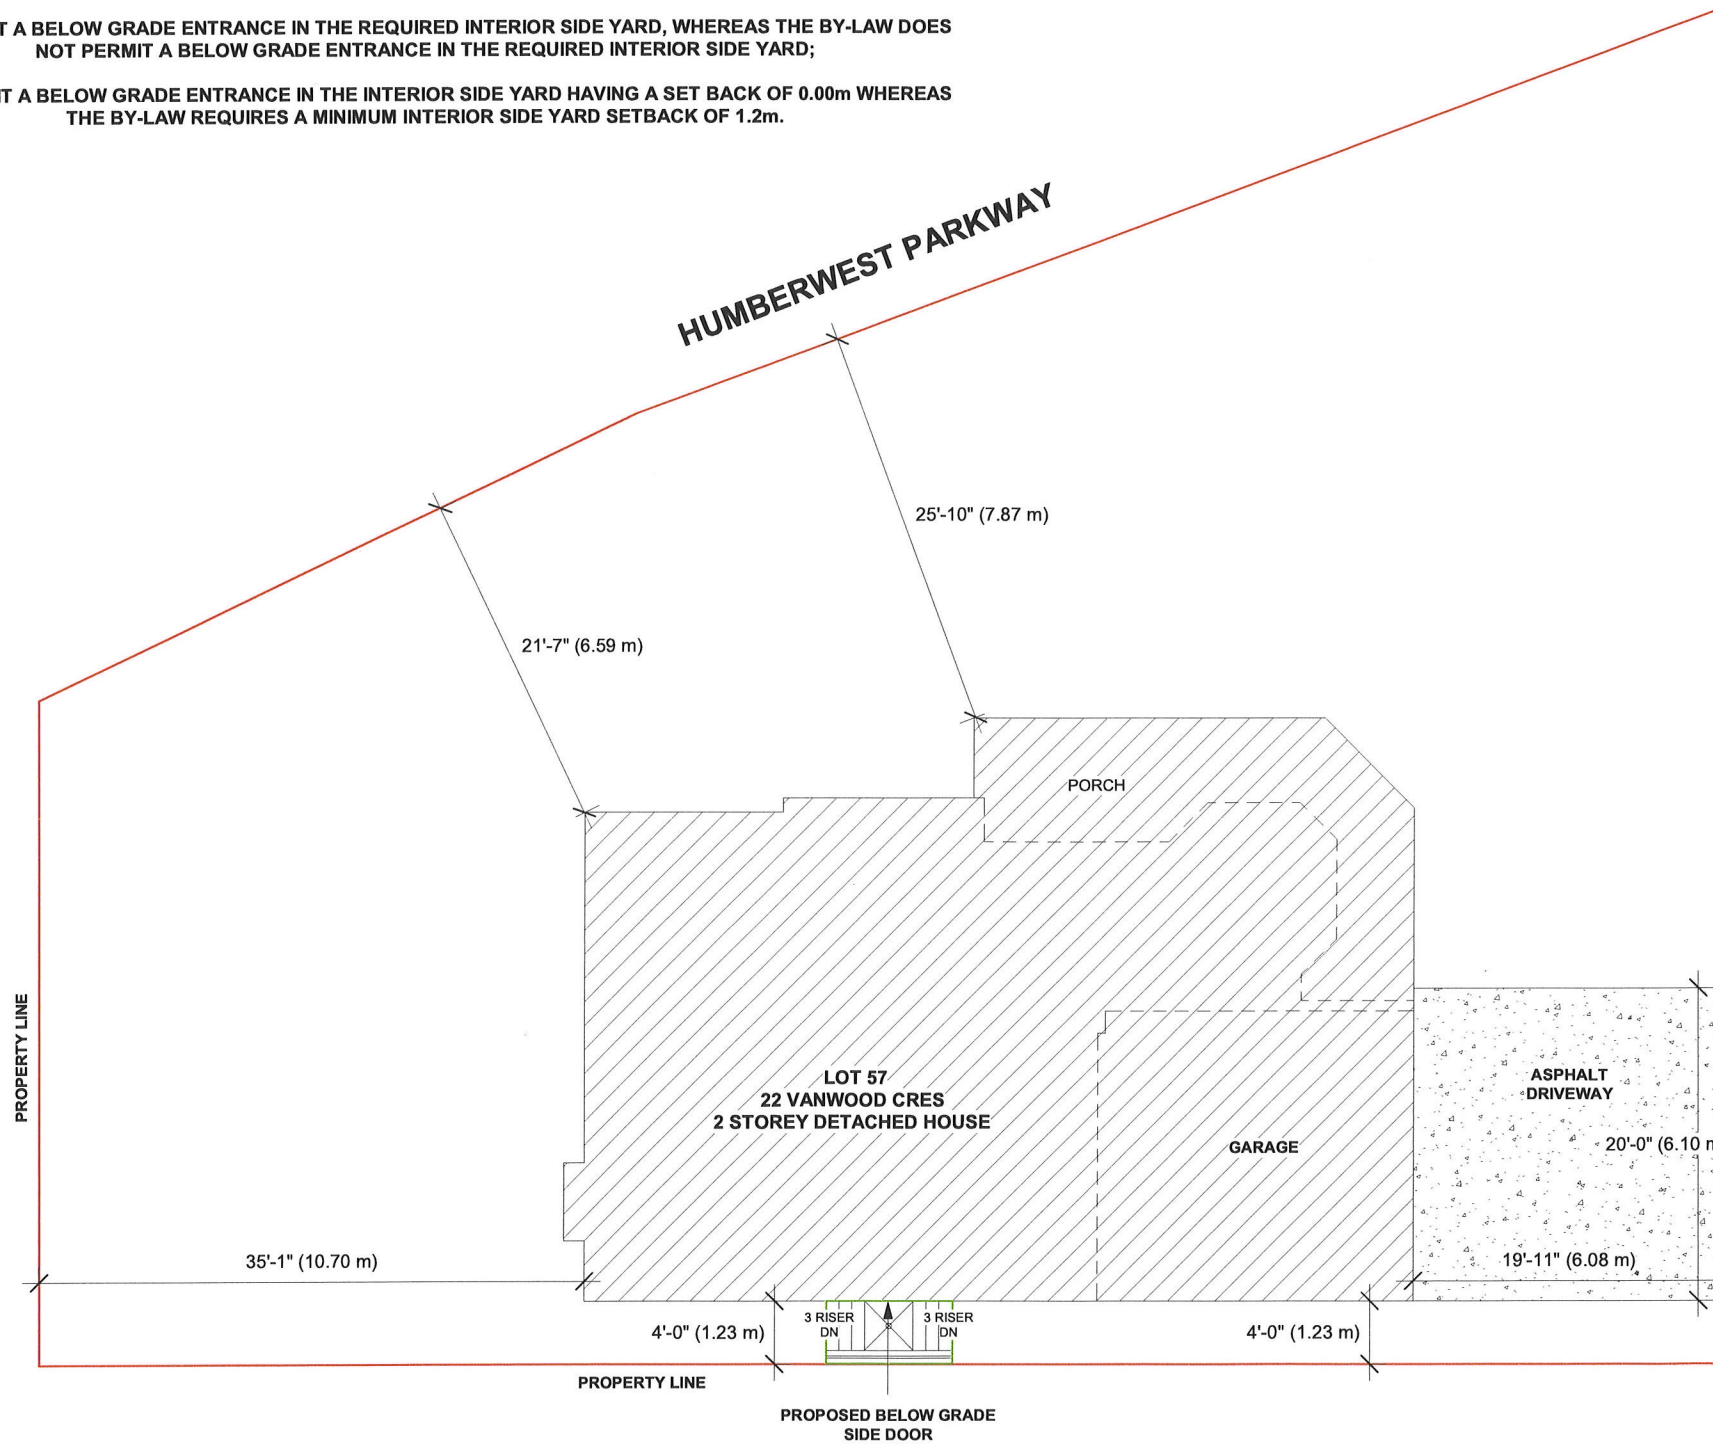 T A BELOW GRADE ENTRANCE IN THE REQUIRED INTERIOR SIDE YARD, WHEREAS THE BY-LAW DOES
NOT PERMIT A BELOW GRADE ENTRANCE IN THE REQUIRED INTERIOR SIDE YARD;
IT A BELOW GRADE ENTRANCE IN THE INTERIOR SIDE YARD HAVING A SET BACK OF 0.00m WHEREAS
THE BY-LAW REQUIRES A MINIMUM INTERIOR SIDE YARD SETBACK OF 1.2m.
HUMBERWEST PARKWAY
25'-10" (7.87 m)
21'-7" (6.59 m)
PORCH
PROPERTY LINE
LOT 57
22 VANWOOD CRES
2 STOREY DETACHED HOUSE
ASPHALT
DRIVEWAY
GARAGE
20'-0" (6.10 m
35'-1" (10.70 m)
19'-11" (6.08 m)
3 RISER
DN
3 RISER
DN
4'-0" (1.23 m)
4'-0" (1.23 m)
PROPERTY LINE
PROPOSED BELOW GRADE
SIDE DOOR